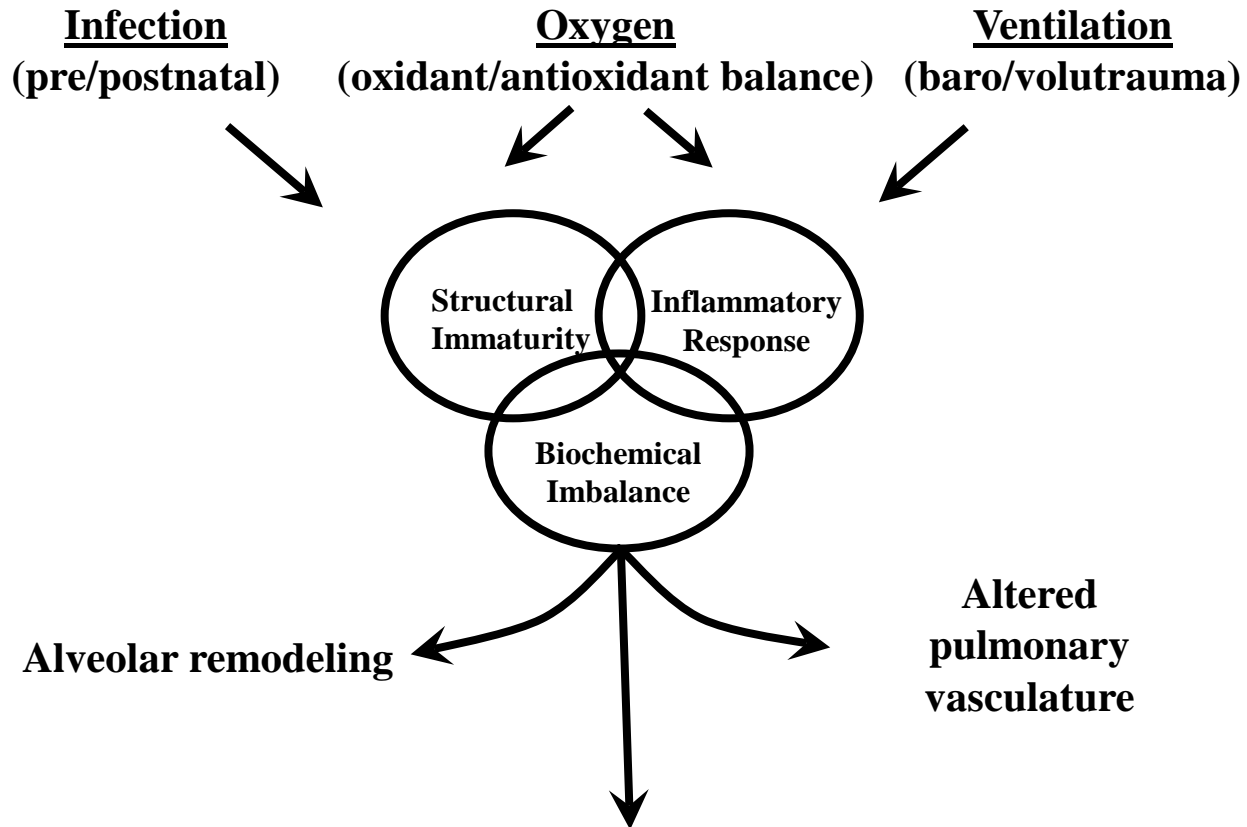 Infection
(pre/postnatal)
Oxygen
(oxidant/antioxidant balance)
Ventilation
(baro/volutrauma)
Structural
Immaturity
Inflammatory
Response
Biochemical
Imbalance
Alveolar remodeling
Altered
pulmonary
vasculature